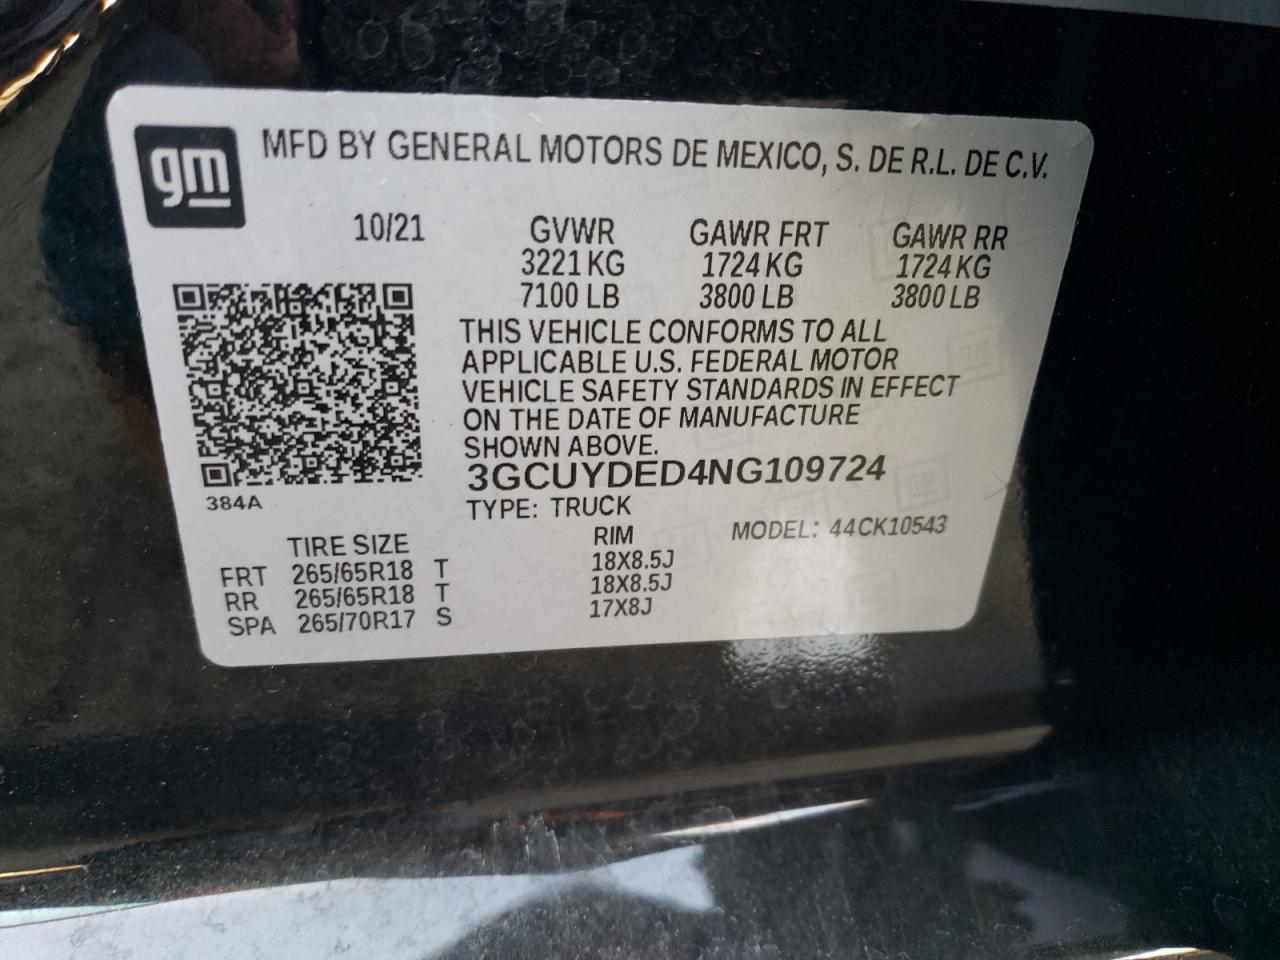 gm
MFD BY GENERAL MOTORS DE MEXICO, S. DE R.L. DE C.V.
10/21 GVWR GAWR FRT GAWR RR
3221 KG 1724 KG 1724 KG
7100 LB 3800 LB 3800 LB
THIS VEHICLE CONFORMS TO ALL
APPLICABLE U.S. FEDERAL MOTOR
VEHICLE SAFETY STANDARDS IN EFFECT
ON THE DATE OF MANUFACTURE
SHOWN ABOVE.
3GCUYDED4NG109724
384A
TYPE: TRUCK
MODEL: 44CK10543
TIRE SIZE RIM
FRT 265/65R18 T 18X8.5J
RR 265/65R18 T 18X8.5J
SPA 265/70R17 S 17X8J